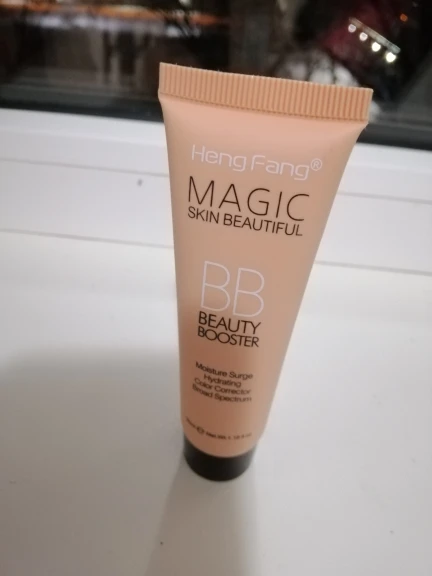 Heng Fang®
MAGIC
SKIN BEAUTIFUL
BB
BEAUTY
BOOSTER
Moisture Surge
Hydrating
Color Corrector
Broad Spectrum